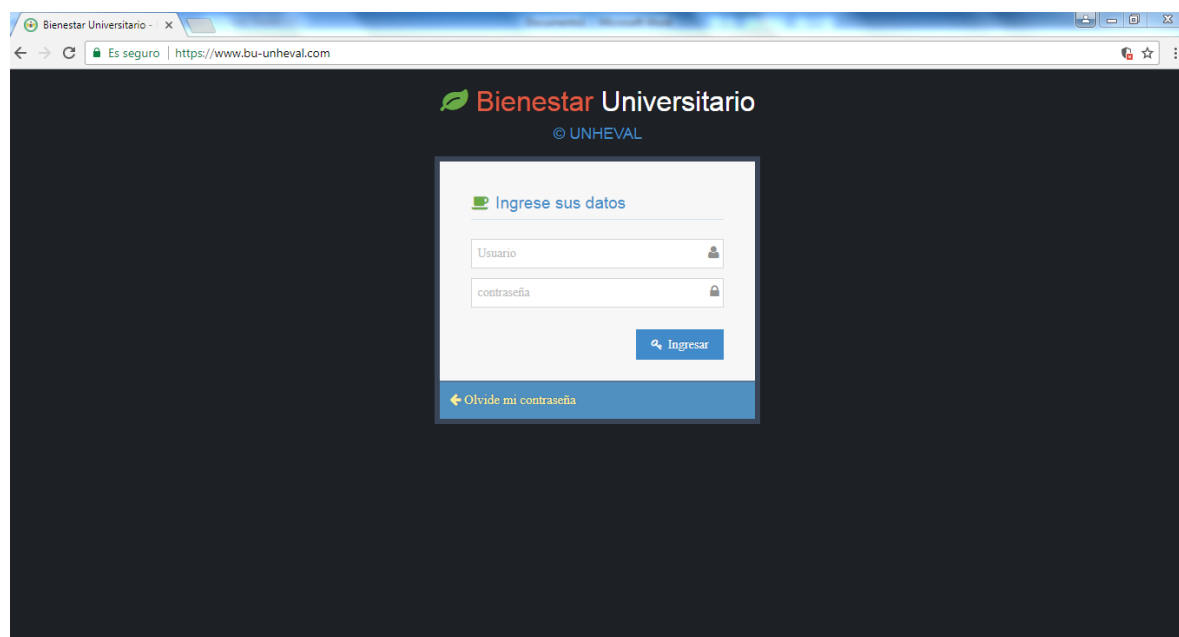 Bienestar Universitario -
Es seguro | https://www.bu-unheval.com
Bienestar Universitario
© UNHEVAL
Ingrese sus datos
Usuario
contraseña
Ingresar
Olvide mi contraseña